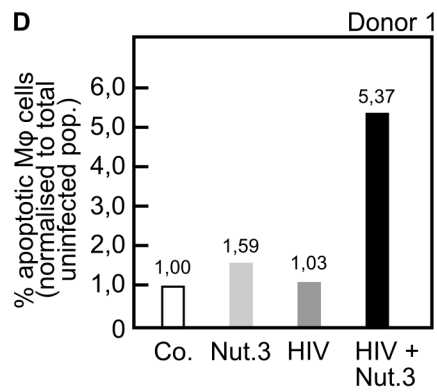 D
Donor 1
% apoptotic Mφ cells
(normalised to total
uninfected pop.)
6,0
5,0
4,0
3,0
2,0
1,0
0
1,00
1,59
1,03
5,37
Co.
Nut.3
HIV
HIV +
Nut.3